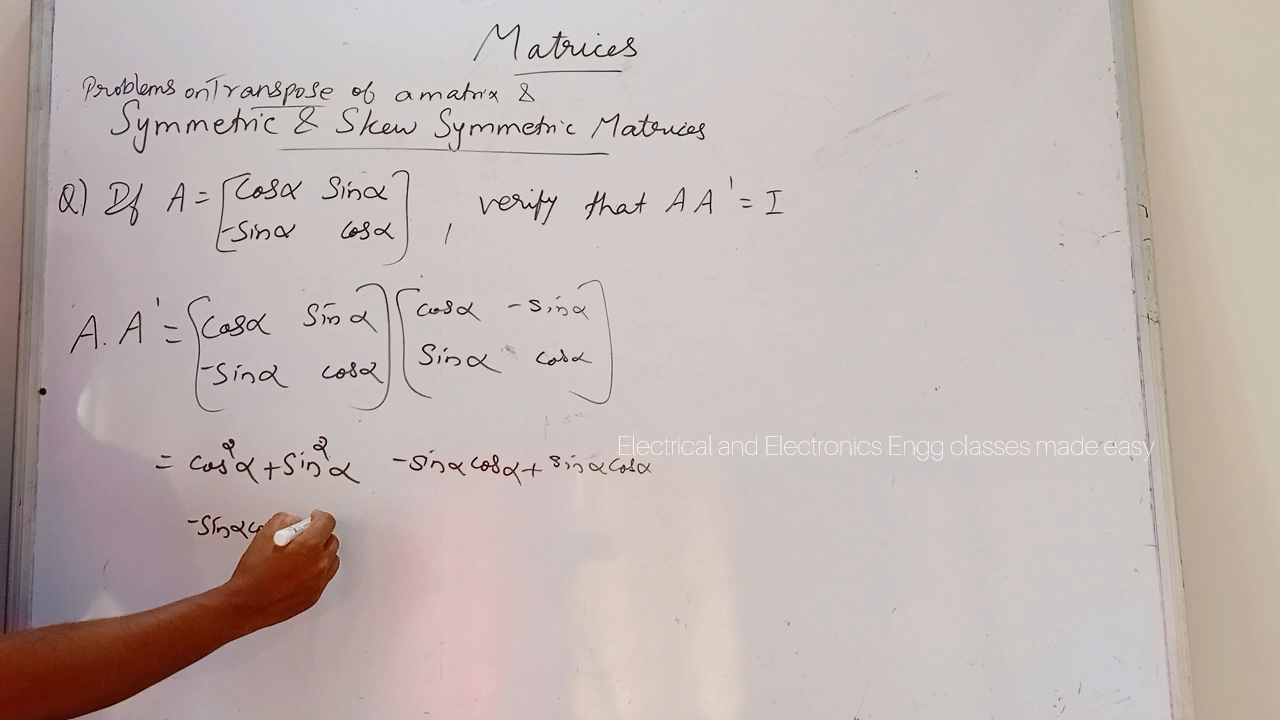 Matrices
Problems on Transpose of a matrix &
Symmetric & Skew Symmetric Matrices
Q) If A = [cosα sinα
-sinα cosα] , verify that AA' = I
A.A' = [cosα sinα] [cosα -sinα
-sinα cosα] [sinα cosα]
Electrical and Electronics Engg classes made easy
= cos²α + sin²α -sinα cosα + sinα cosα
-sinα